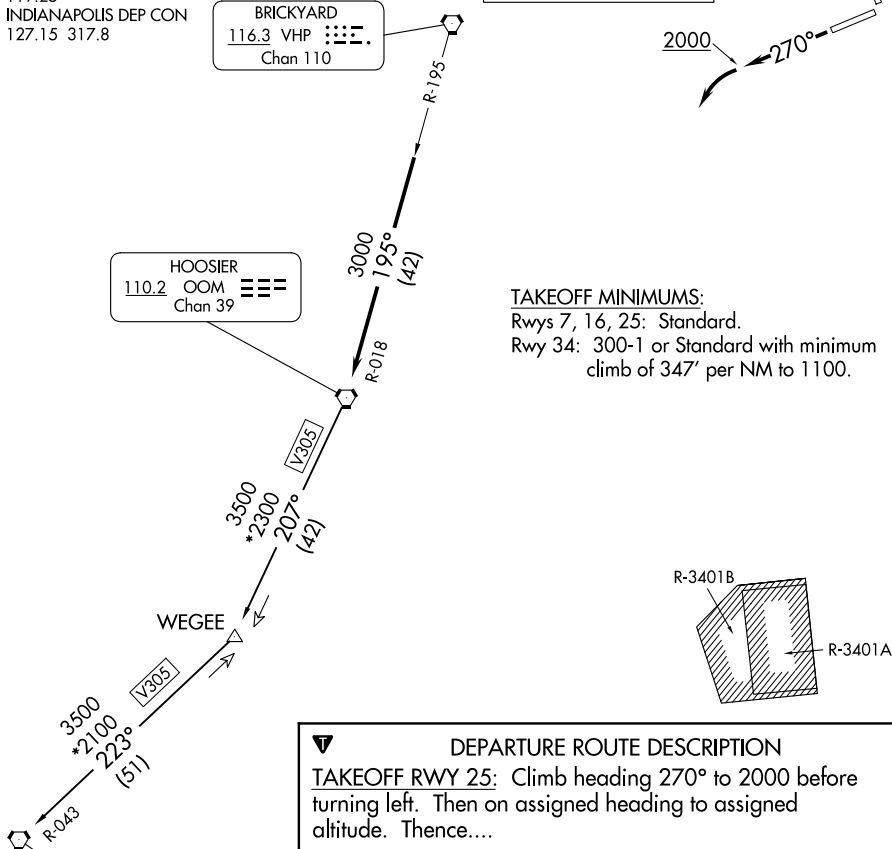 INDIANAPOLIS DEP CON
127.15 317.8
BRICKYARD
116.3 VHP
Chan 110
2000
270°
R-195
3000
195°
(42)
HOOSIER
110.2 OOM
Chan 39
R-018
TAKEOFF MINIMUMS:
Rwys 7, 16, 25: Standard.
Rwy 34: 300-1 or Standard with minimum
climb of 347' per NM to 1100.
V305
3500
*2300
207°
(42)
R-3401B
R-3401A
WEGEE
V305
3500
*2100
223°
(51)
R-043
T
DEPARTURE ROUTE DESCRIPTION
TAKEOFF RWY 25: Climb heading 270° to 2000 before
turning left. Then on assigned heading to assigned
altitude. Thence....